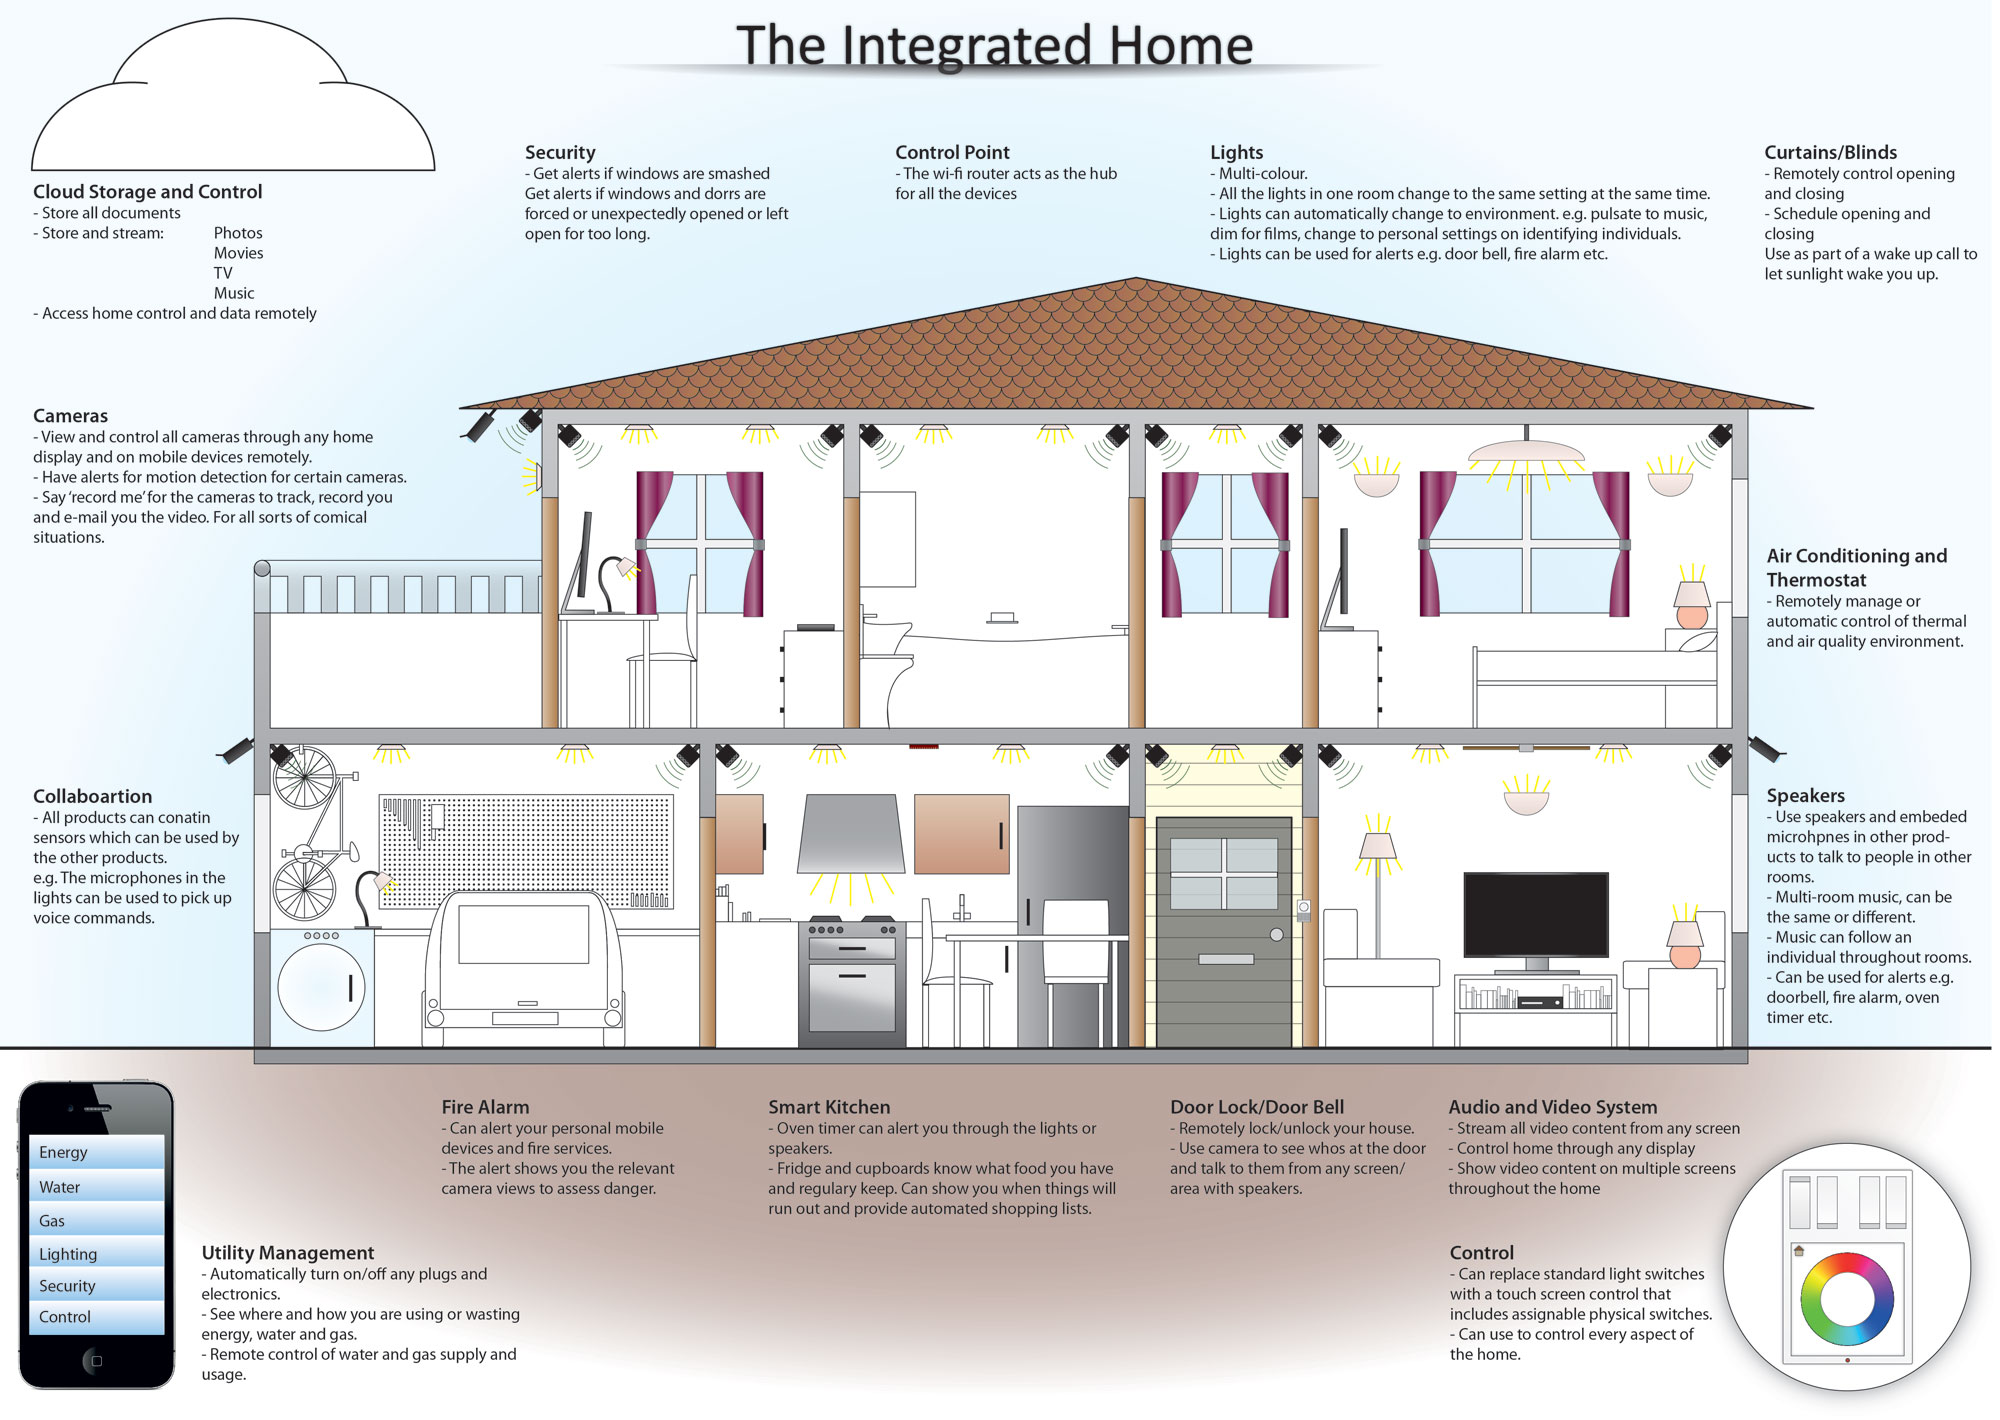 The Integrated Home
Cloud Storage and Control
- Store all documents
- Store and stream: Photos
Movies
TV
Music
- Access home control and data remotely
Security
- Get alerts if windows are smashed
Get alerts if windows and dorrs are
forced or unexpectedly opened or left
open for too long.
Control Point
- The wi-fi router acts as the hub
for all the devices
Lights
- Multi-colour.
- All the lights in one room change to the same setting at the same time.
- Lights can automatically change to environment. e.g. pulsate to music,
dim for films, change to personal settings on identifying individuals.
- Lights can be used for alerts e.g. door bell, fire alarm etc.
Curtains/Blinds
- Remotely control opening
and closing
- Schedule opening and
closing
Use as part of a wake up call to
let sunlight wake you up.
Cameras
- View and control all cameras through any home
display and on mobile devices remotely.
- Have alerts for motion detection for certain cameras.
- Say ‘record me’ for the cameras to track, record you
and e-mail you the video. For all sorts of comical
situations.
Air Conditioning and
Thermostat
- Remotely manage or
automatic control of thermal
and air quality environment.
Collaboartion
- All products can conatin
sensors which can be used by
the other products.
e.g. The microphones in the
lights can be used to pick up
voice commands.
Speakers
- Use speakers and embeded
microhpnes in other prod-
ucts to talk to people in other
rooms.
- Multi-room music, can be
the same or different.
- Music can follow an
individual throughout rooms.
- Can be used for alerts e.g.
doorbell, fire alarm, oven
timer etc.
Energy
Water
Gas
Lighting
Security
Control
Fire Alarm
- Can alert your personal mobile
devices and fire services.
- The alert shows you the relevant
camera views to assess danger.
Smart Kitchen
- Oven timer can alert you through the lights or
speakers.
- Fridge and cupboards know what food you have
and regulary keep. Can show you when things will
run out and provide automated shopping lists.
Door Lock/Door Bell
- Remotely lock/unlock your house.
- Use camera to see whos at the door
and talk to them from any screen/
area with speakers.
Audio and Video System
- Stream all video content from any screen
- Control home through any display
- Show video content on multiple screens
throughout the home
Utility Management
- Automatically turn on/off any plugs and
electronics.
- See where and how you are using or wasting
energy, water and gas.
- Remote control of water and gas supply and
usage.
Control
- Can replace standard light switches
with a touch screen control that
includes assignable physical switches.
- Can use to control every aspect of
the home.